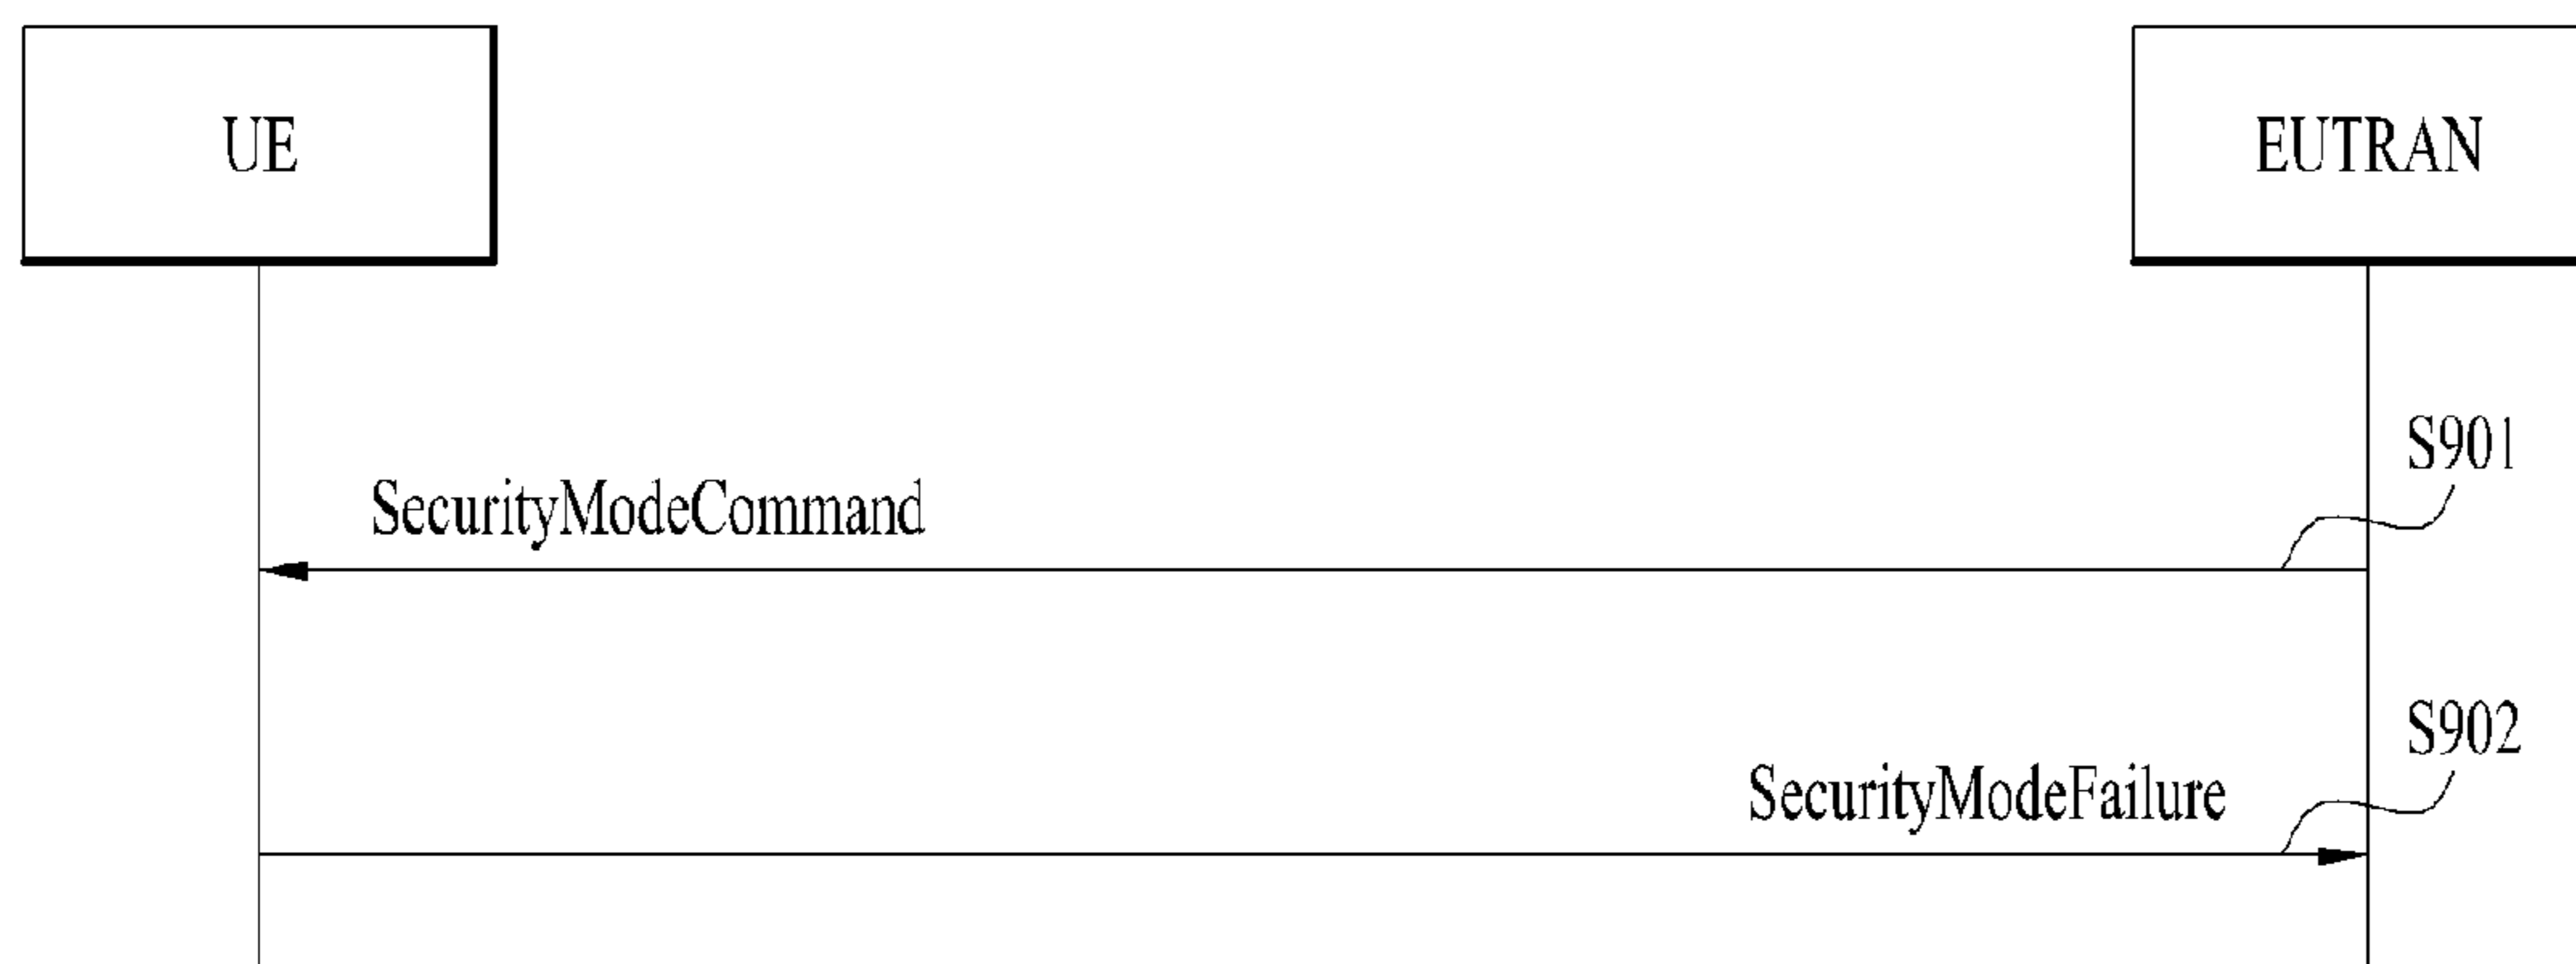 UE
EUTRAN
S901
SecurityModeCommand
S902
SecurityModeFailure